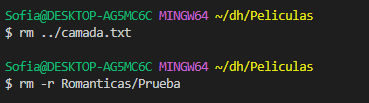 Sofia@DESKTOP-AG5MC6C MINGW64 ~/dh/Peliculas
$ rm ../camada.txt
Sofia@DESKTOP-AG5MC6C MINGW64 ~/dh/Peliculas
$ rm -r Romanticas/Prueba